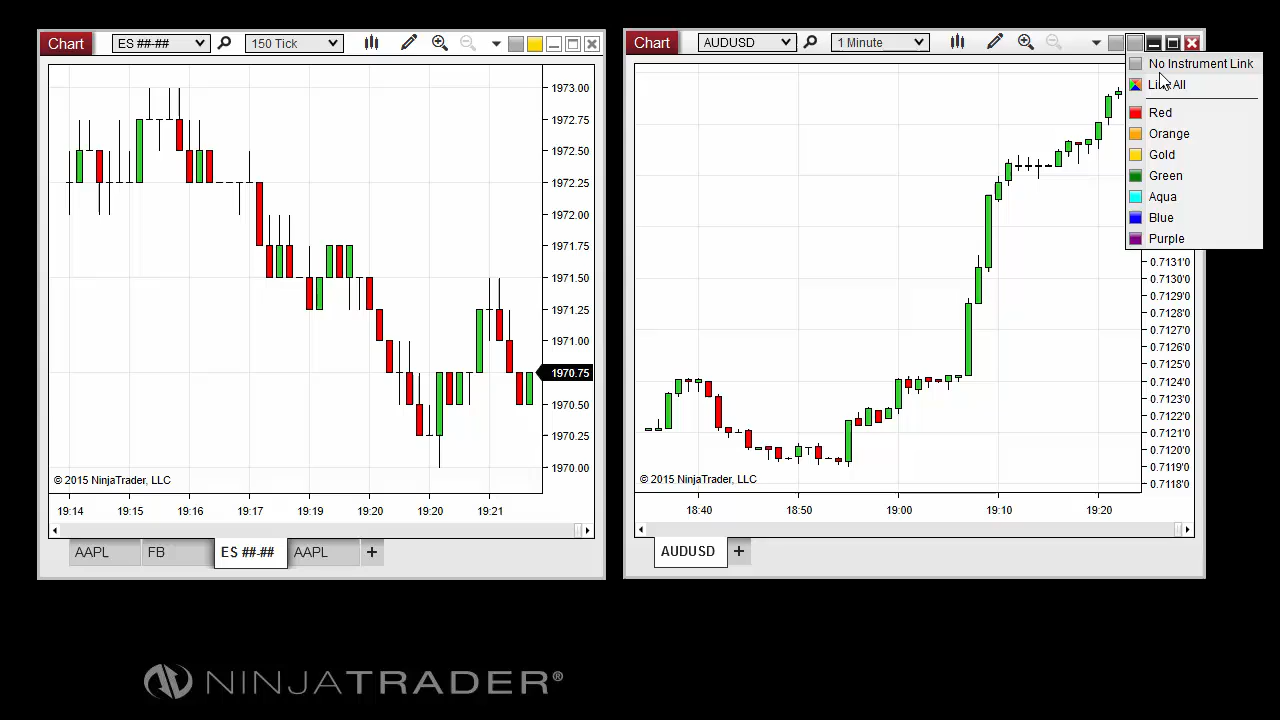 Chart
ES ##-##
150 Tick
1973.00
1972.75
1972.50
1972.25
1972.00
1971.75
1971.50
1971.25
1971.00
1970.75
1970.50
1970.25
1970.00
© 2015 NinjaTrader, LLC
19:14
19:15
19:16
19:17
19:19
19:20
19:20
19:21
AAPL
FB
ES ##-##
AAPL
+
Chart
AUDUSD
1 Minute
No Instrument Link
Link All
Red
Orange
Gold
Green
Aqua
Blue
Purple
0.7131'0
0.7130'0
0.7129'0
0.7128'0
0.7127'0
0.7126'0
0.7125'0
0.7124'0
0.7123'0
0.7122'0
0.7121'0
0.7120'0
0.7119'0
0.7118'0
© 2015 NinjaTrader, LLC
18:40
18:50
19:00
19:10
19:20
AUDUSD
+
NINJATRADER®